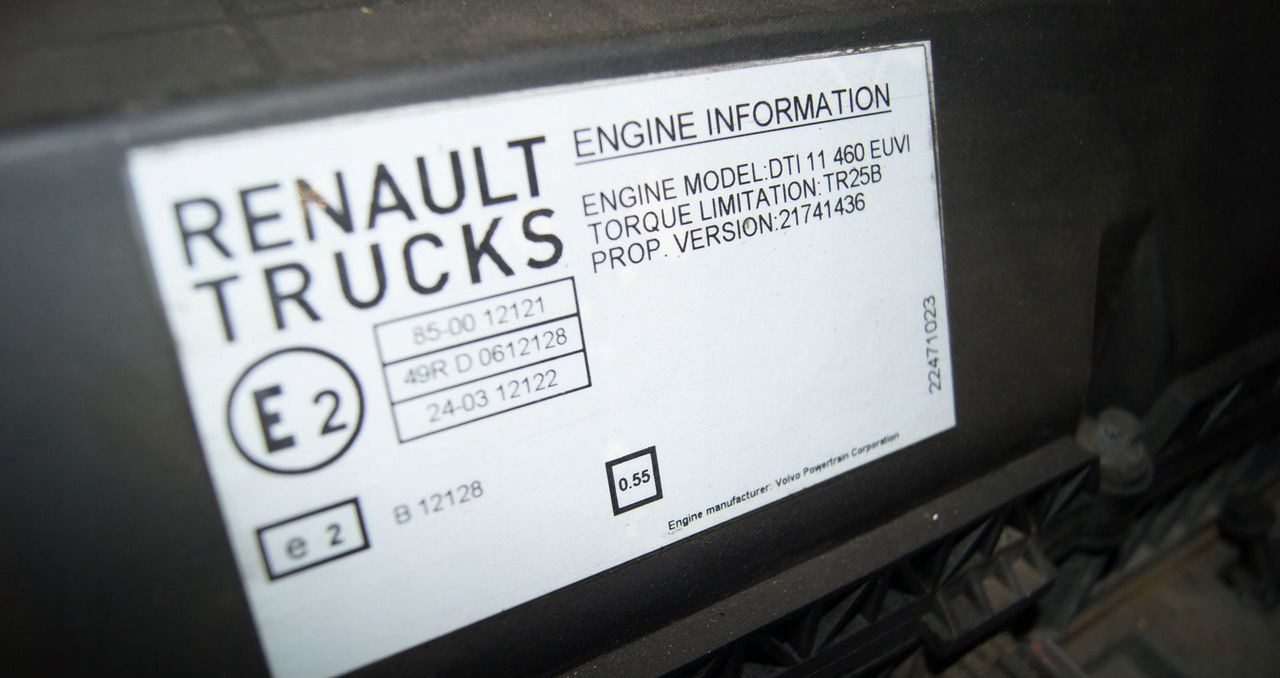 RENAULT
TRUCKS
ENGINE INFORMATION
ENGINE MODEL:DTI 11 460 EUVI
TORQUE LIMITATION:TR25B
PROP. VERSION:21741436
85-00 12121
49R D 0612128
24-03 12122
E2
e 2
B 12128
0.55
Engine manufacturer: Volvo Powertrain Corporation
22471023